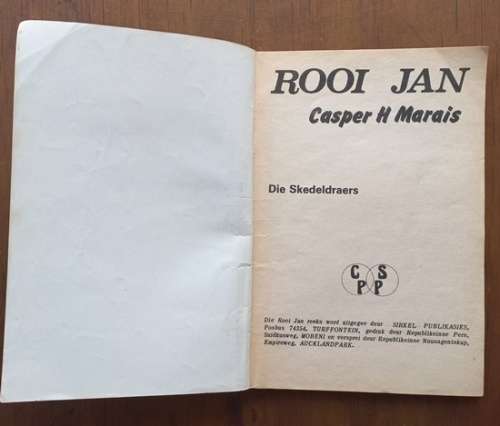 ROOI JAN
Casper H Marais
Die Skedeldraers
C S
P P
Die Rooi Jan reeks word uitgegee deur SIRKEL PUBLIKASIES,
Posbus 74354, TURFFONTEIN, gedruk deur Republikeinse Pers,
Suidkusweg, MOBENI en versprei deur Republikeinse Nuusagentskap,
Empireweg, AUCKLANDPARK.